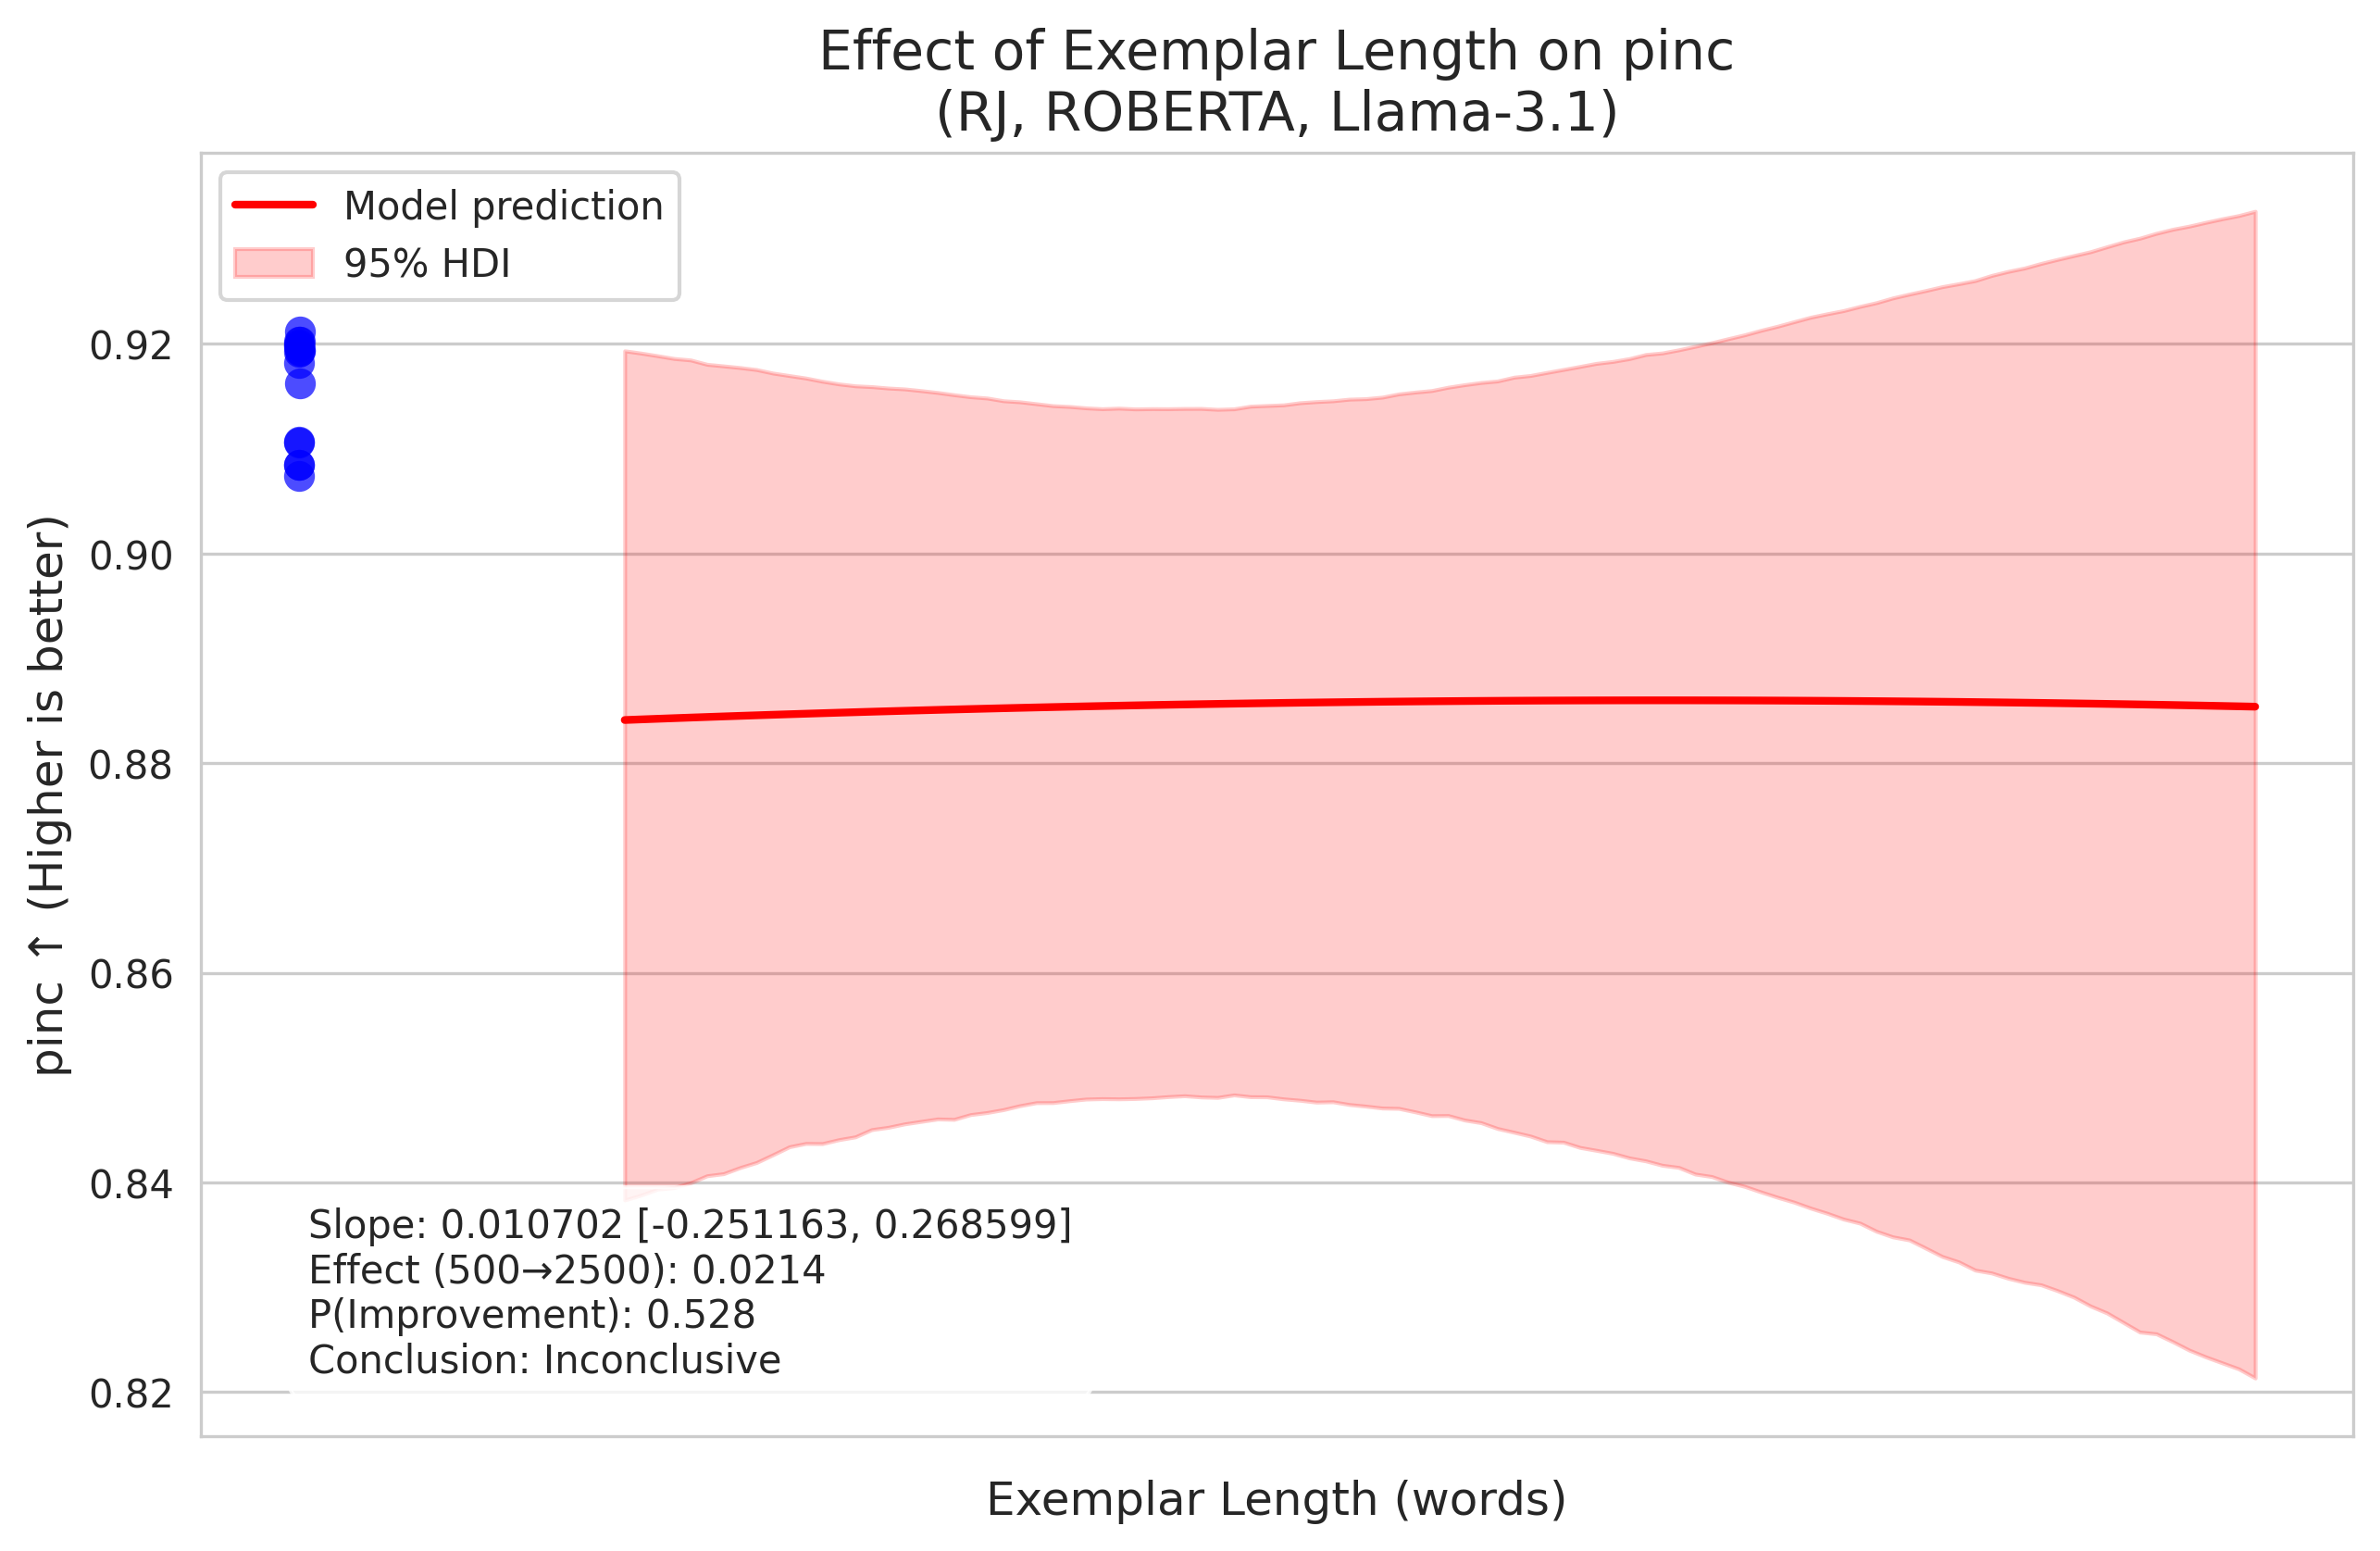 Effect of Exemplar Length on pinc
(RJ, ROBERTA, Llama-3.1)
Model prediction
95% HDI
0.92
0.90
0.88
0.86
0.84
0.82
pinc ↑ (Higher is better)
Slope: 0.010702 [-0.251163, 0.268599]
Effect (500→2500): 0.0214
P(Improvement): 0.528
Conclusion: Inconclusive
Exemplar Length (words)